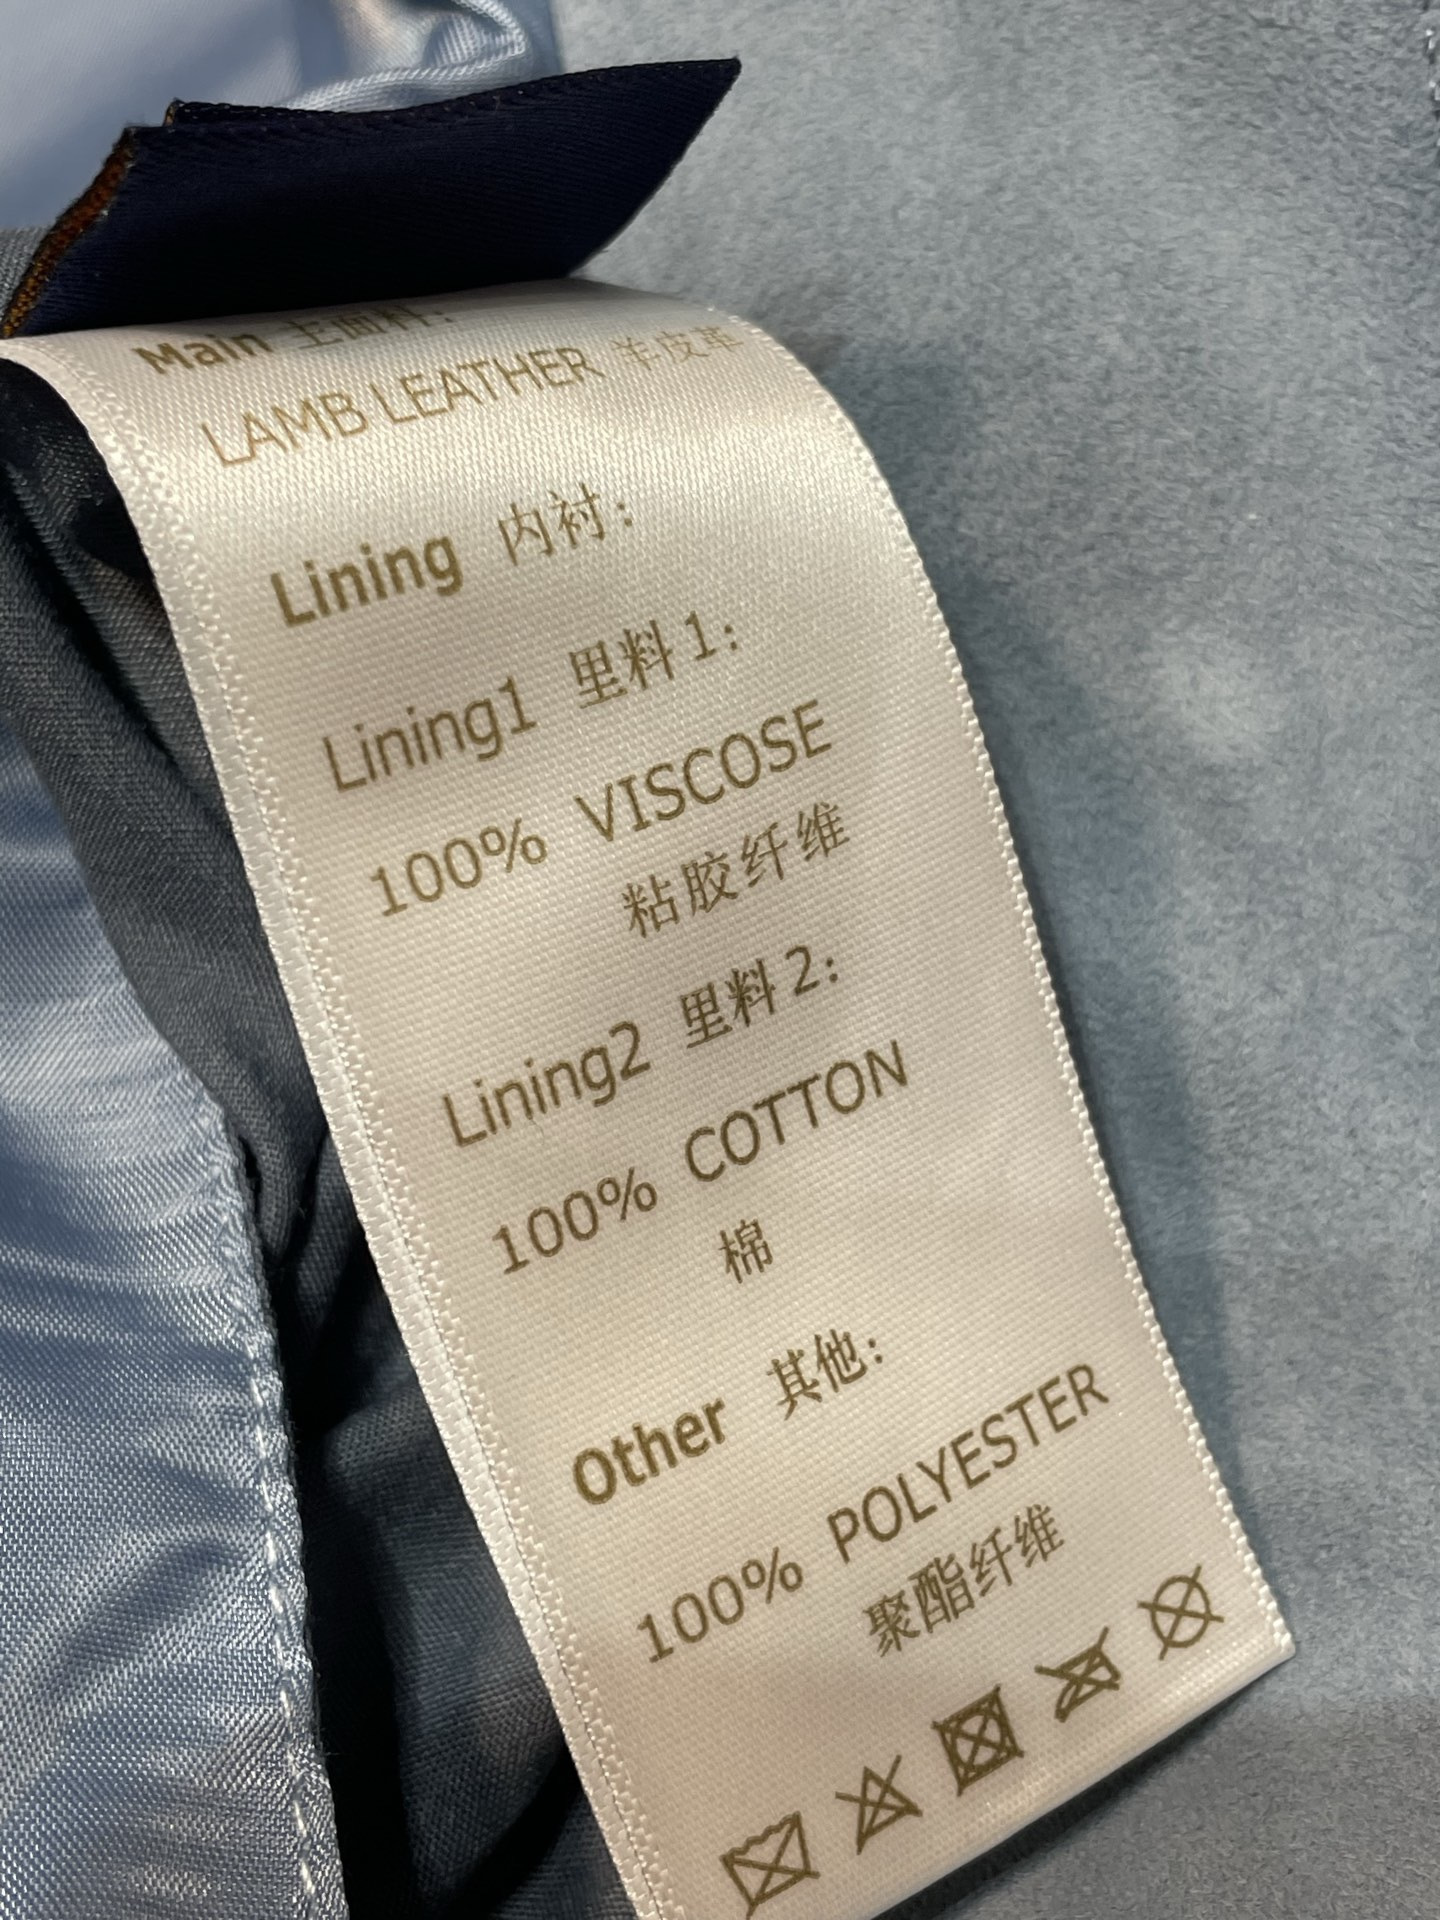 Main 主面料:
LAMB LEATHER 羊皮革
Lining 内衬:
Lining1 里料 1:
100% VISCOSE
粘胶纤维
Lining2 里料 2:
100% COTTON
棉
Other 其他:
100% POLYESTER
聚酯纤维